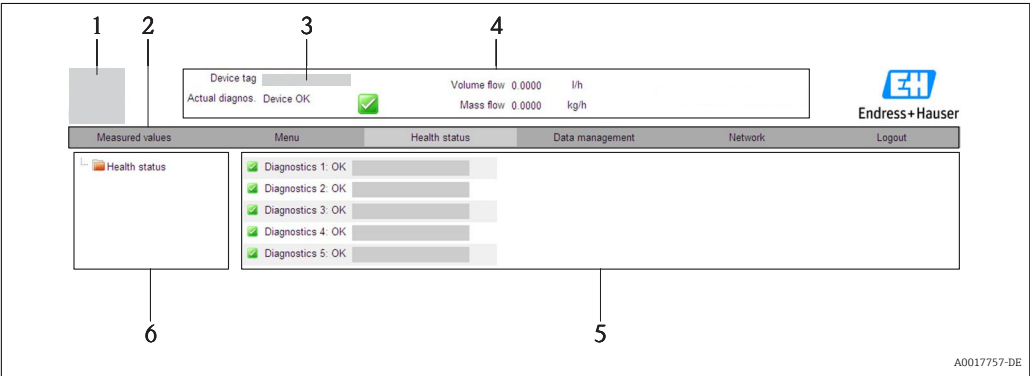 1 2 3 4
Device tag
Volume flow 0.0000 l/h
Actual diagnos. Device OK
Mass flow 0.0000 kg/h
EH
Endress+Hauser
Measured values Menu Health status Data management Network Logout
Health status
Diagnostics 1: OK
Diagnostics 2: OK
Diagnostics 3: OK
Diagnostics 4: OK
Diagnostics 5: OK
6 5
A0017757-DE